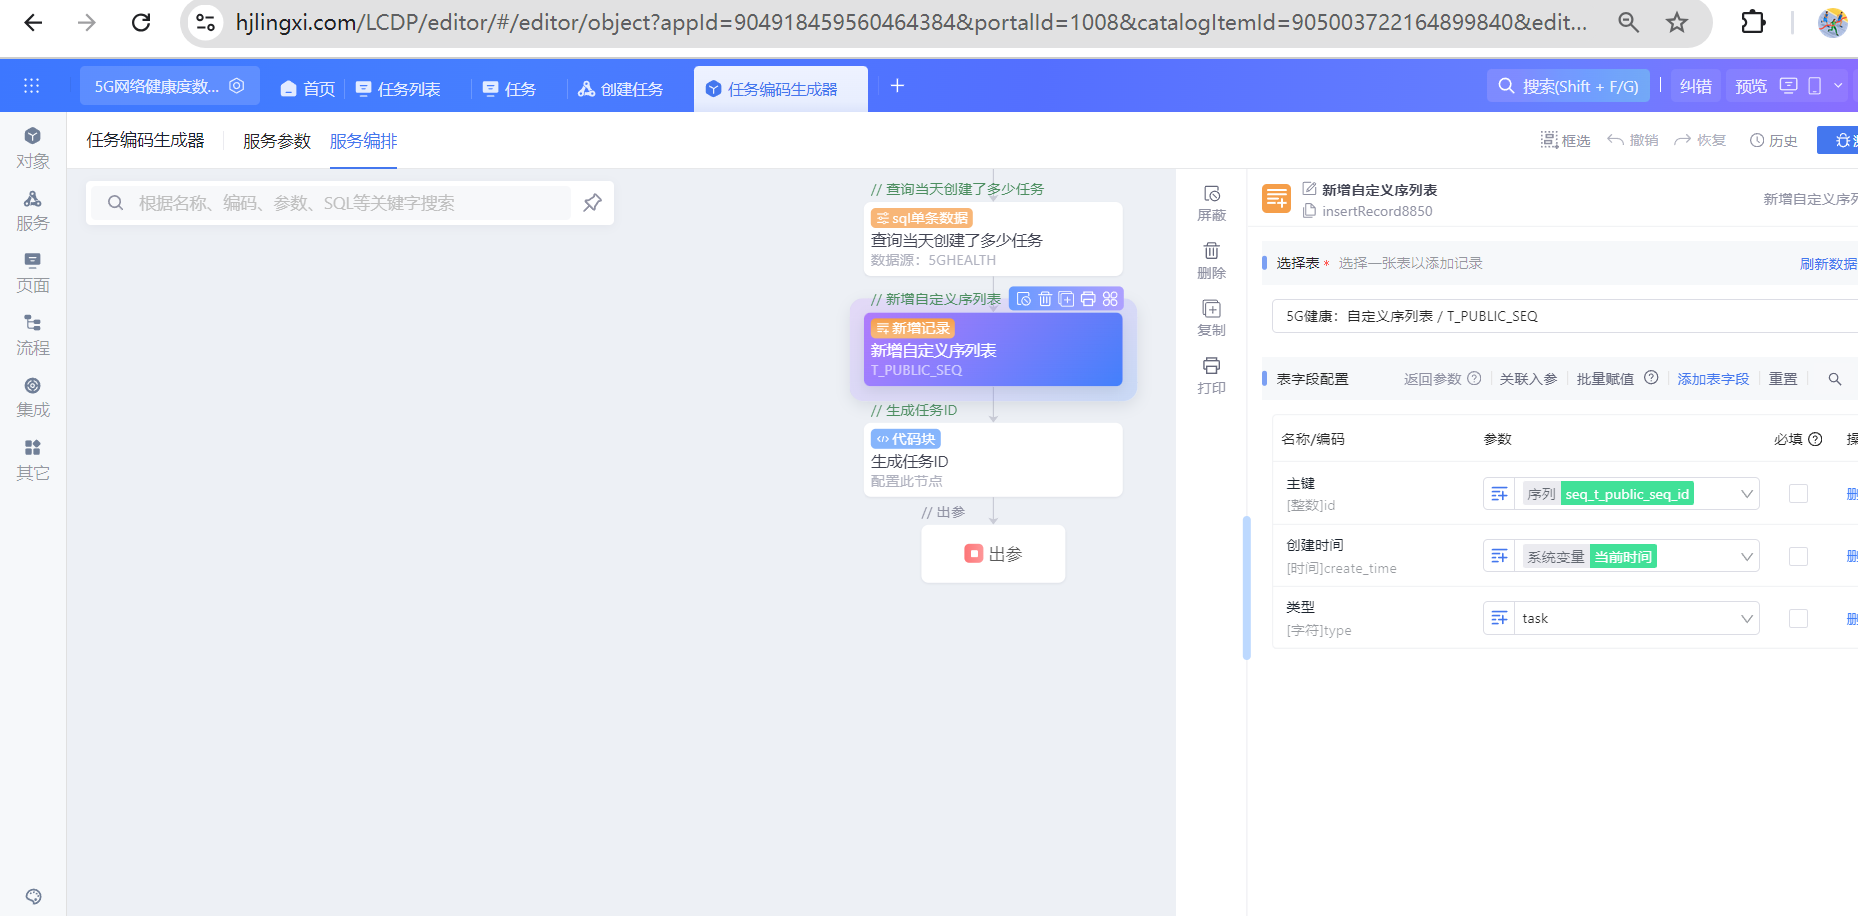 hjlingxi.com/LCDP/editor/#/editor/object?appId=904918459560464384&portalId=1008&catalogItemId=905003722164899840&edit...
5G网络健康度数...
首页
任务列表
任务
创建任务
任务编码生成器
搜索(Shift + F/G)
纠错
预览
对象
服务
页面
流程
集成
其它
任务编码生成器
服务参数
服务编排
框选
撤销
恢复
历史
根据名称、编码、参数、SQL等关键字搜索
// 查询当天创建了多少任务
sql单条数据
查询当天创建了多少任务
数据源：5GHEALTH
// 新增自定义序列表
新增记录
新增自定义序列表
T_PUBLIC_SEQ
// 生成任务ID
代码块
生成任务ID
配置此节点
// 出参
出参
屏蔽
删除
复制
打印
新增自定义序列表
insertRecord8850
新增自定义序列
选择表 * 选择一张表以添加记录
刷新数据
5G健康：自定义序列表 / T_PUBLIC_SEQ
表字段配置
返回参数
关联入参
批量赋值
添加表字段
重置
名称/编码
参数
必填
主键
[整数]id
序列 seq_t_public_seq_id
创建时间
[时间]create_time
系统变量 当前时间
类型
[字符]type
task